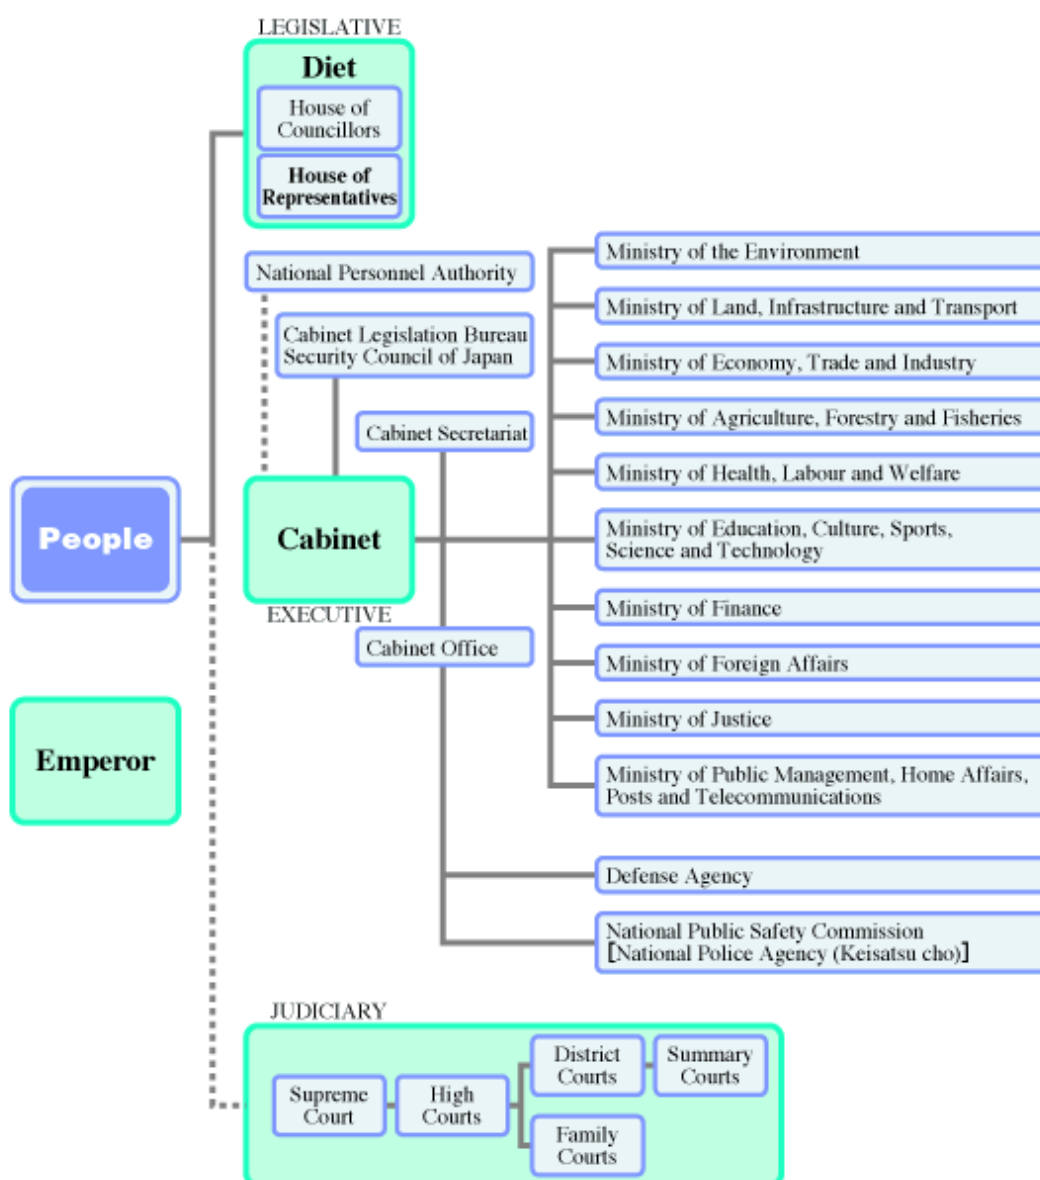 LEGISLATIVE
Diet
House of
Councillors
House of
Representatives
National Personnel Authority
Cabinet Legislation Bureau
Security Council of Japan
Cabinet Secretariat
People
Cabinet
EXECUTIVE
Cabinet Office
Emperor
Ministry of the Environment
Ministry of Land, Infrastructure and Transport
Ministry of Economy, Trade and Industry
Ministry of Agriculture, Forestry and Fisheries
Ministry of Health, Labour and Welfare
Ministry of Education, Culture, Sports,
Science and Technology
Ministry of Finance
Ministry of Foreign Affairs
Ministry of Justice
Ministry of Public Management, Home Affairs,
Posts and Telecommunications
Defense Agency
National Public Safety Commission
[National Police Agency (Keisatsu cho)]
JUDICIARY
Supreme
Court
High
Courts
District
Courts
Summary
Courts
Family
Courts